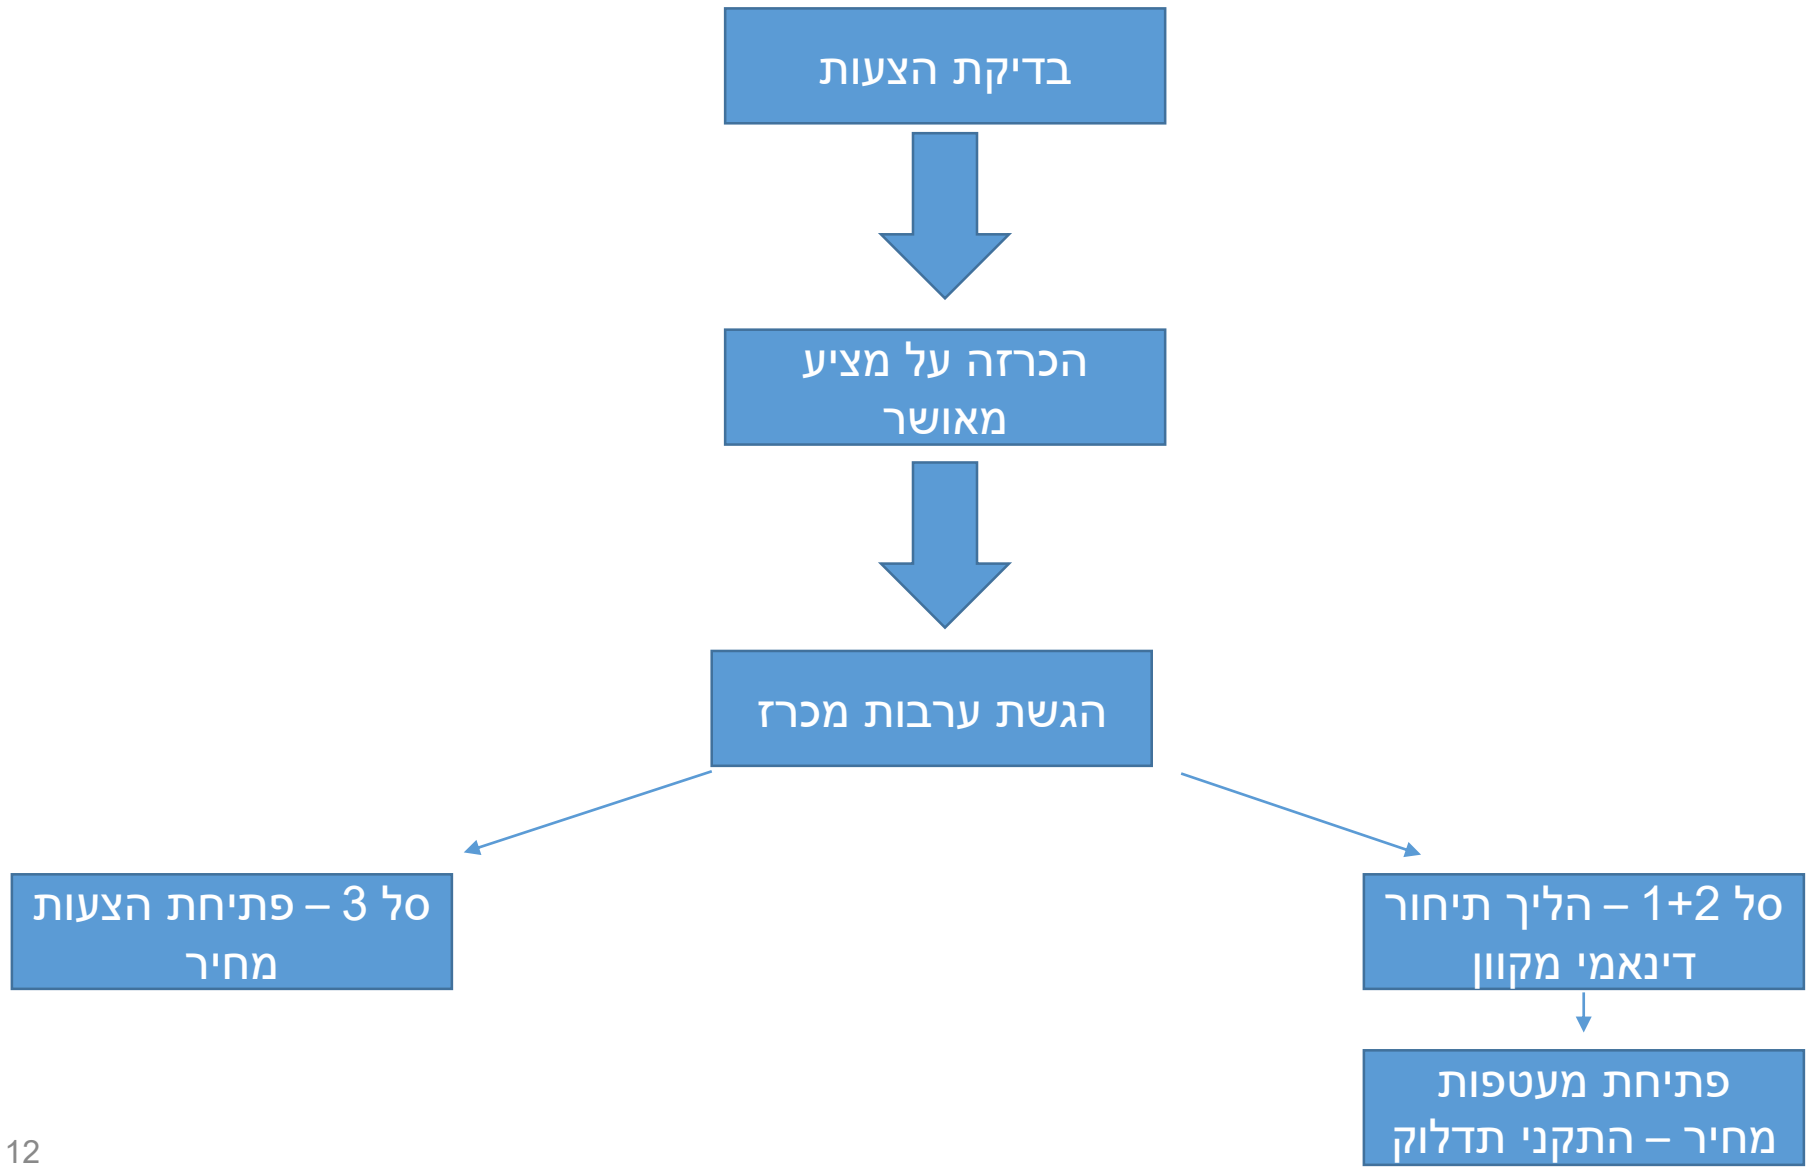 בדיקת הצעות
הכרזה על מציע
מאושר
הגשת ערבות מכרז
סל 1+2 – הליך תיחור
דינאמי מקוון
סל 3 – פתיחת הצעות
מחיר
פתיחת מעטפות
מחיר – התקני תדלוק
12